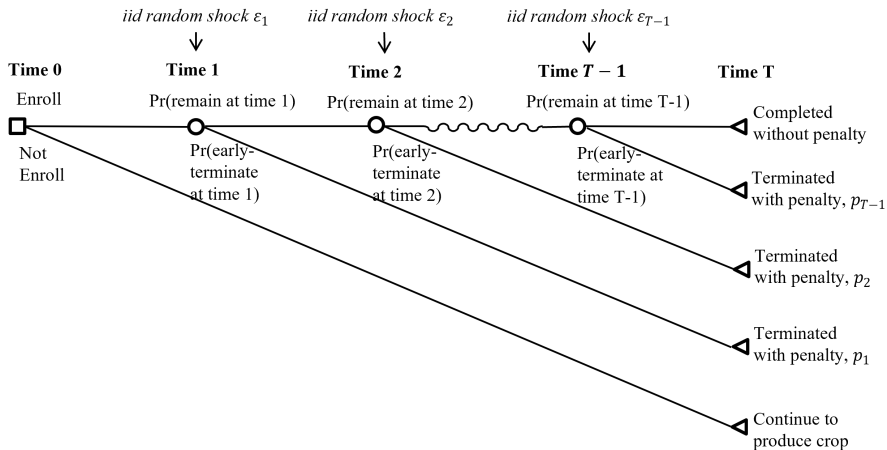 iid random shock ε₁
iid random shock ε₂
iid random shock ε_{T−1}
Time 0
Time 1
Time 2
Time T − 1
Time T
Enroll
Pr(remain at time 1)
Pr(remain at time 2)
Pr(remain at time T-1)
Completed
without penalty
Not
Enroll
Pr(early-
terminate
at time 1)
Pr(early-
terminate
at time 2)
Pr(early-
terminate at
time T-1)
Terminated
with penalty, p_{T−1}
Terminated
with penalty, p₂
Terminated
with penalty, p₁
Continue to
produce crop